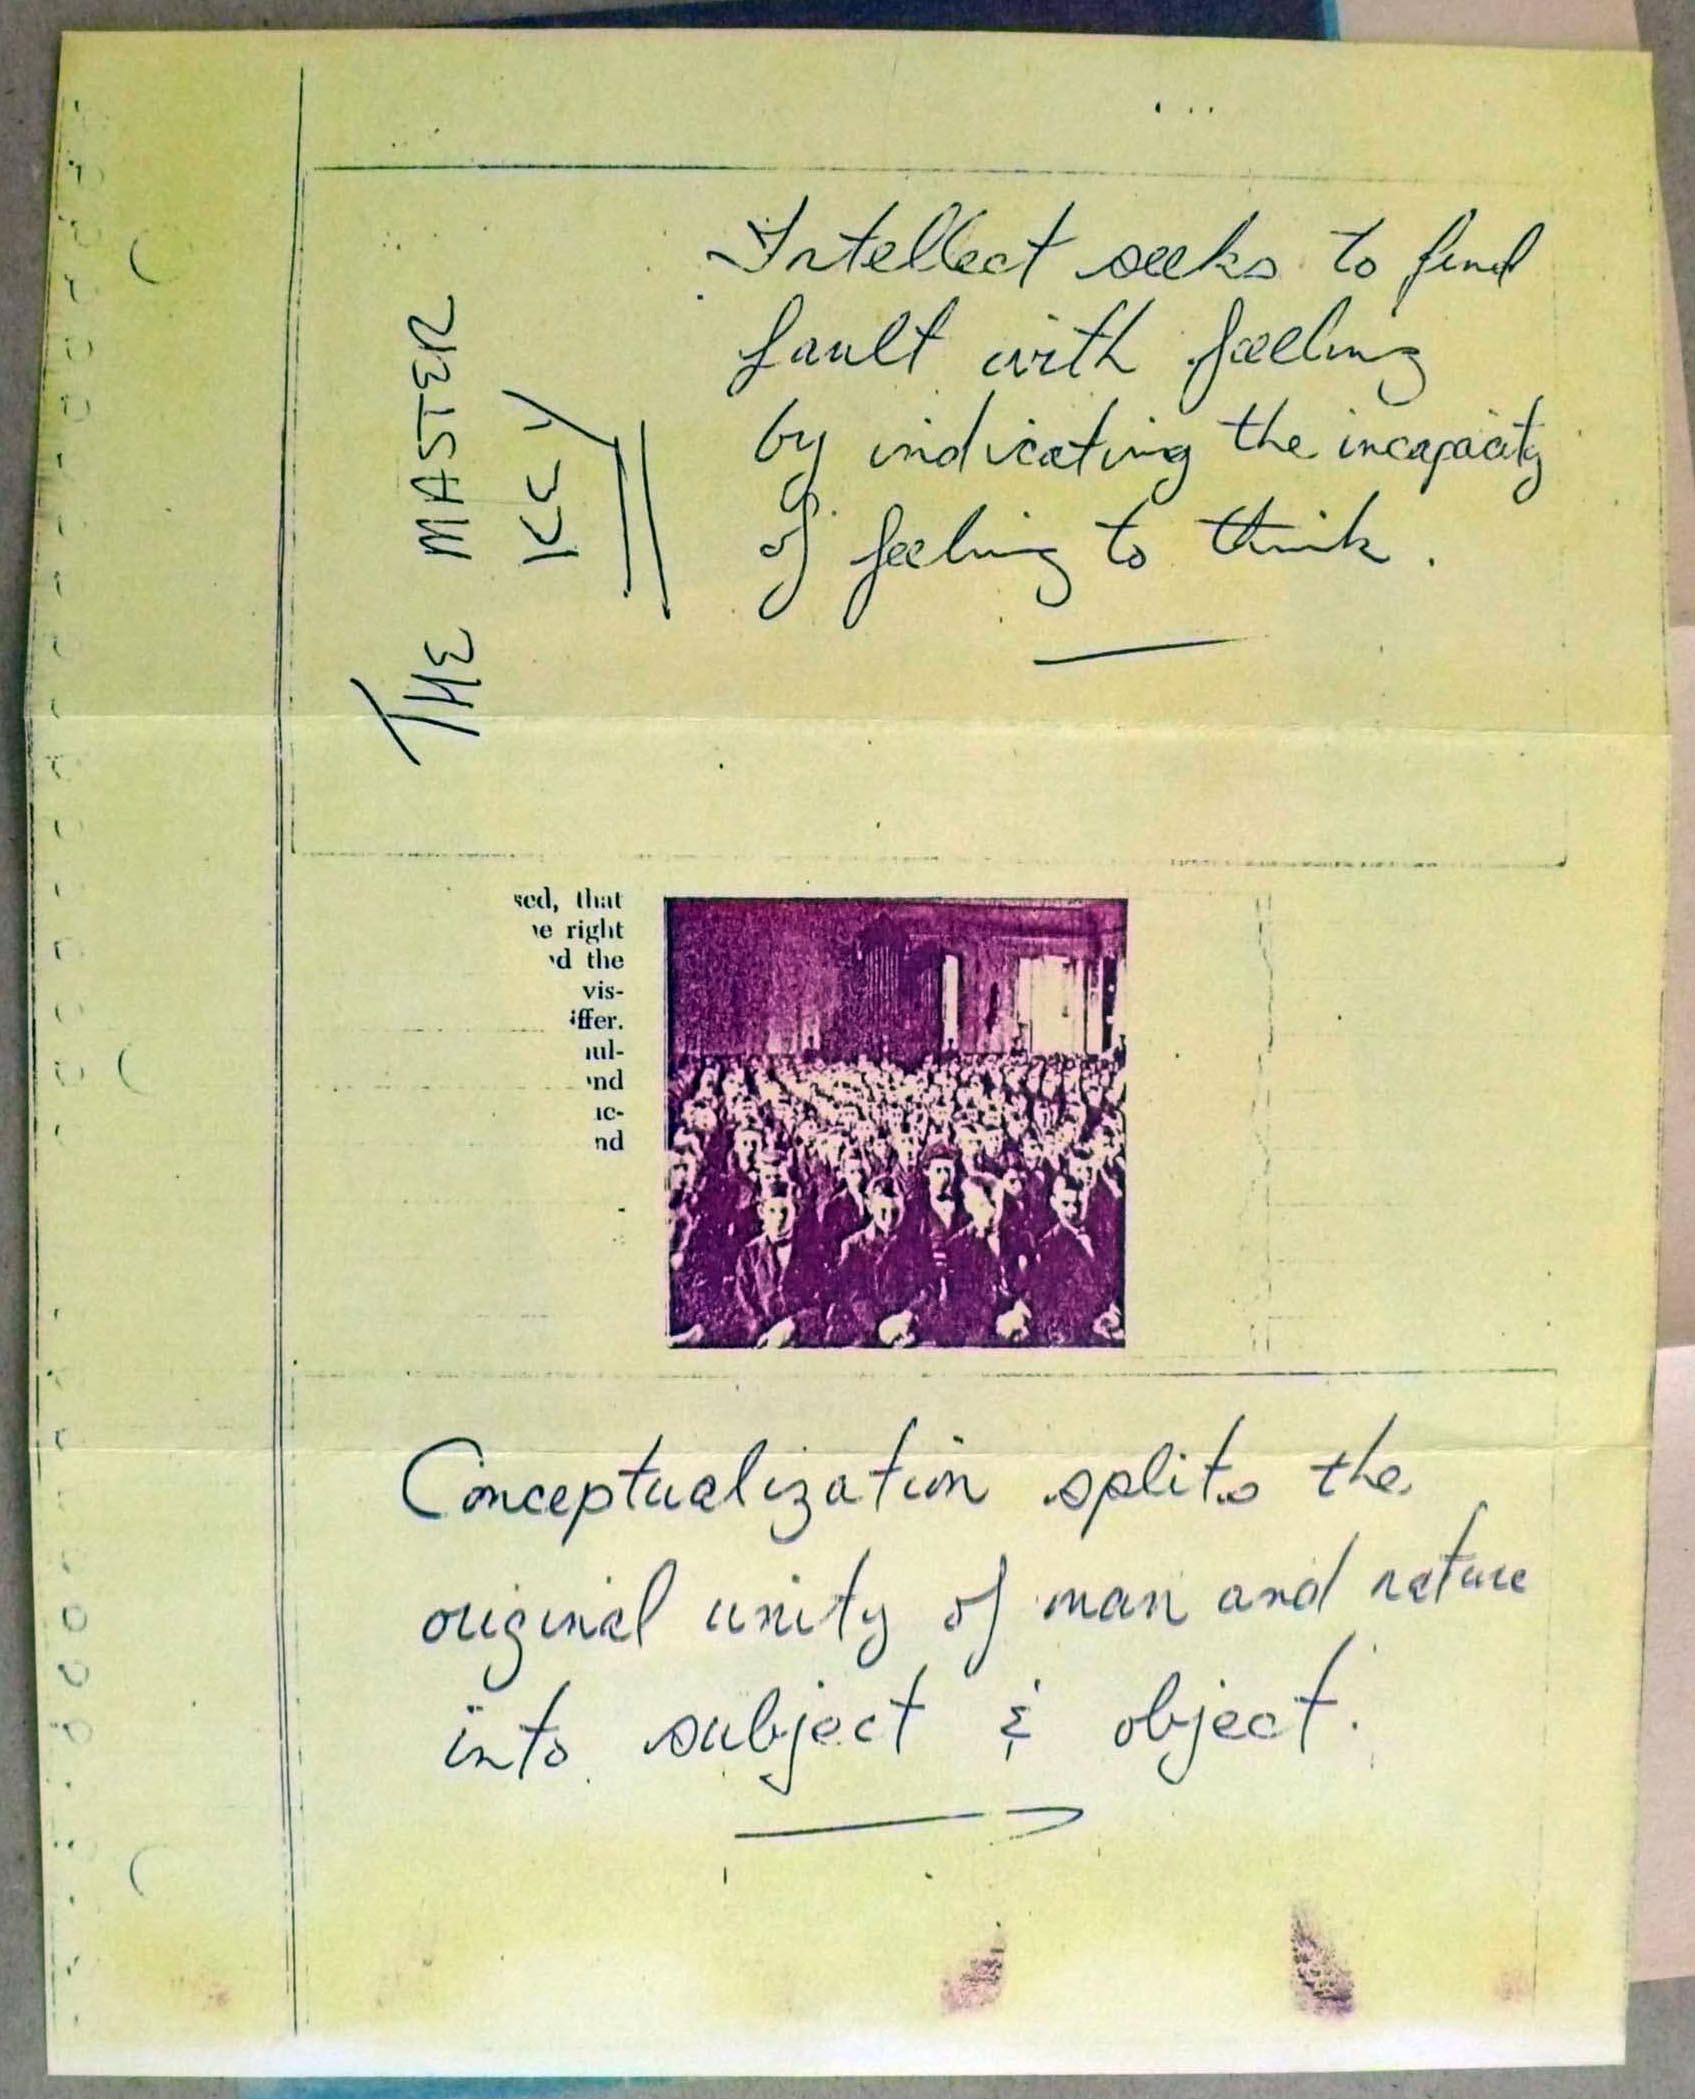 THE MASTER
KEY
Intellect seeks to find
fault with feeling
by indicating the incapacity
of feeling to think.
sed, that
e right
d the
vis-
iffer.
ul-
nd
ic-
nd
-
Conceptualization splits the
original unity of man and nature
into subject & object.